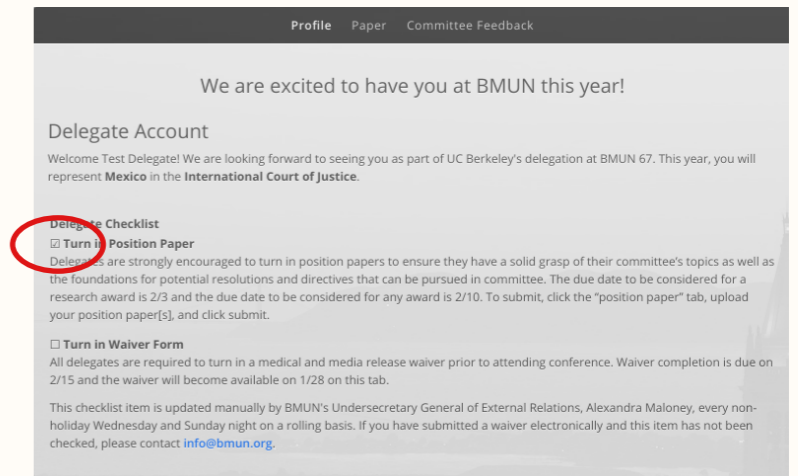 Profile Paper Committee Feedback
We are excited to have you at BMUN this year!
Delegate Account
Welcome Test Delegate! We are looking forward to seeing you as part of UC Berkeley's delegation at BMUN 67. This year, you will
represent Mexico in the International Court of Justice.
Delegate Checklist
☑ Turn in Position Paper
Delegates are strongly encouraged to turn in position papers to ensure they have a solid grasp of their committee's topics as well as
the foundations for potential resolutions and directives that can be pursued in committee. The due date to be considered for a
research award is 2/3 and the due date to be considered for any award is 2/10. To submit, click the "position paper" tab, upload
your position paper[s], and click submit.
☐ Turn in Waiver Form
All delegates are required to turn in a medical and media release waiver prior to attending conference. Waiver completion is due on
2/15 and the waiver will become available on 1/28 on this tab.
This checklist item is updated manually by BMUN's Undersecretary General of External Relations, Alexandra Maloney, every non-
holiday Wednesday and Sunday night on a rolling basis. If you have submitted a waiver electronically and this item has not been
checked, please contact info@bmun.org.